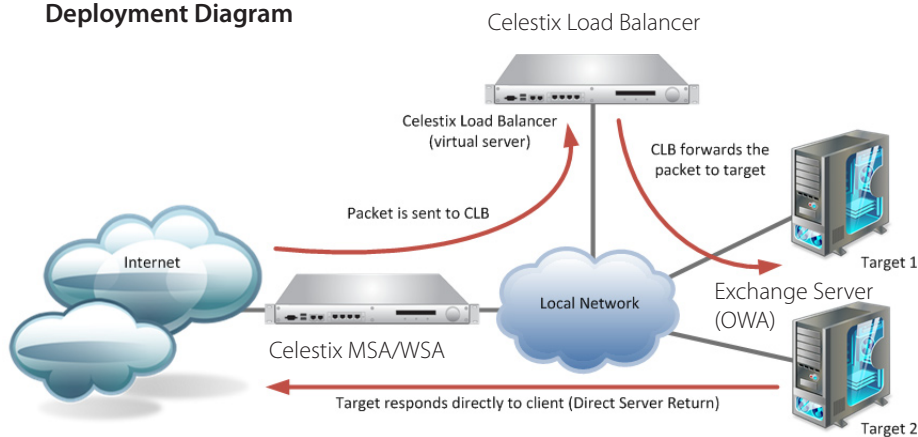 Deployment Diagram
Celestix Load Balancer
Celestix Load Balancer
(virtual server)
CLB forwards the
packet to target
Packet is sent to CLB
Internet
Target 1
Local Network
Exchange Server
(OWA)
Celestix MSA/WSA
Target responds directly to client (Direct Server Return)
Target 2